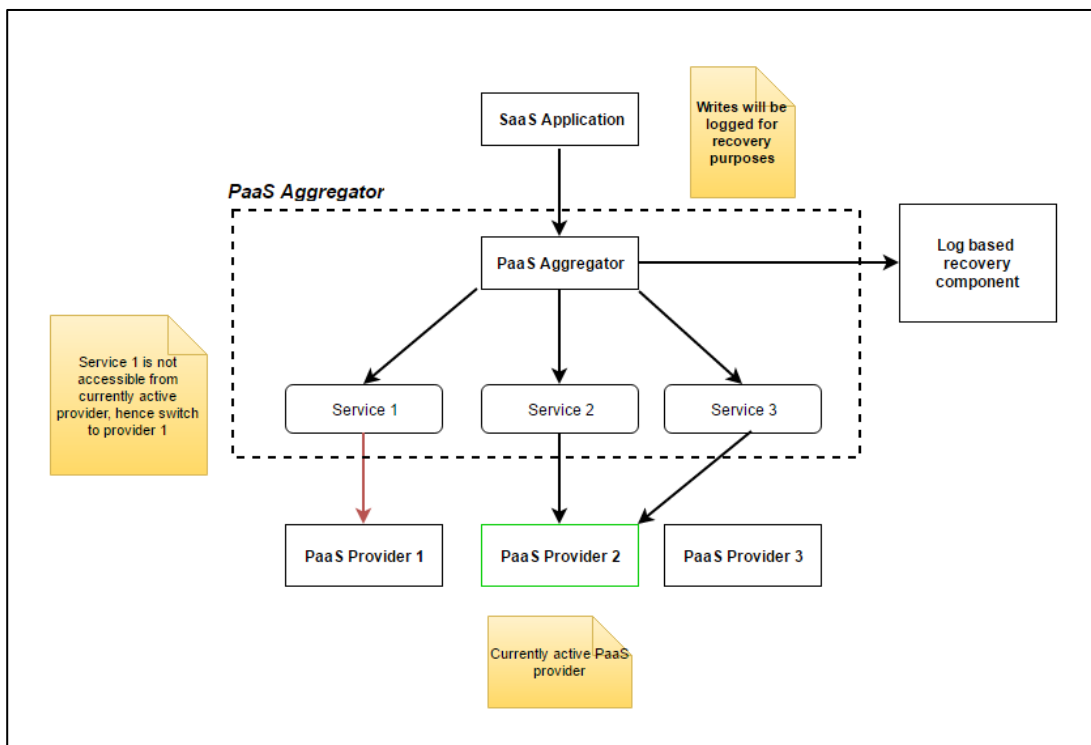 Writes will be
logged for
recovery
purposes
SaaS Application
PaaS Aggregator
PaaS Aggregator
Log based
recovery
component
Service 1 is not
accessible from
currently active
provider, hence switch
to provider 1
Service 1
Service 2
Service 3
PaaS Provider 1
PaaS Provider 2
PaaS Provider 3
Currently active PaaS
provider